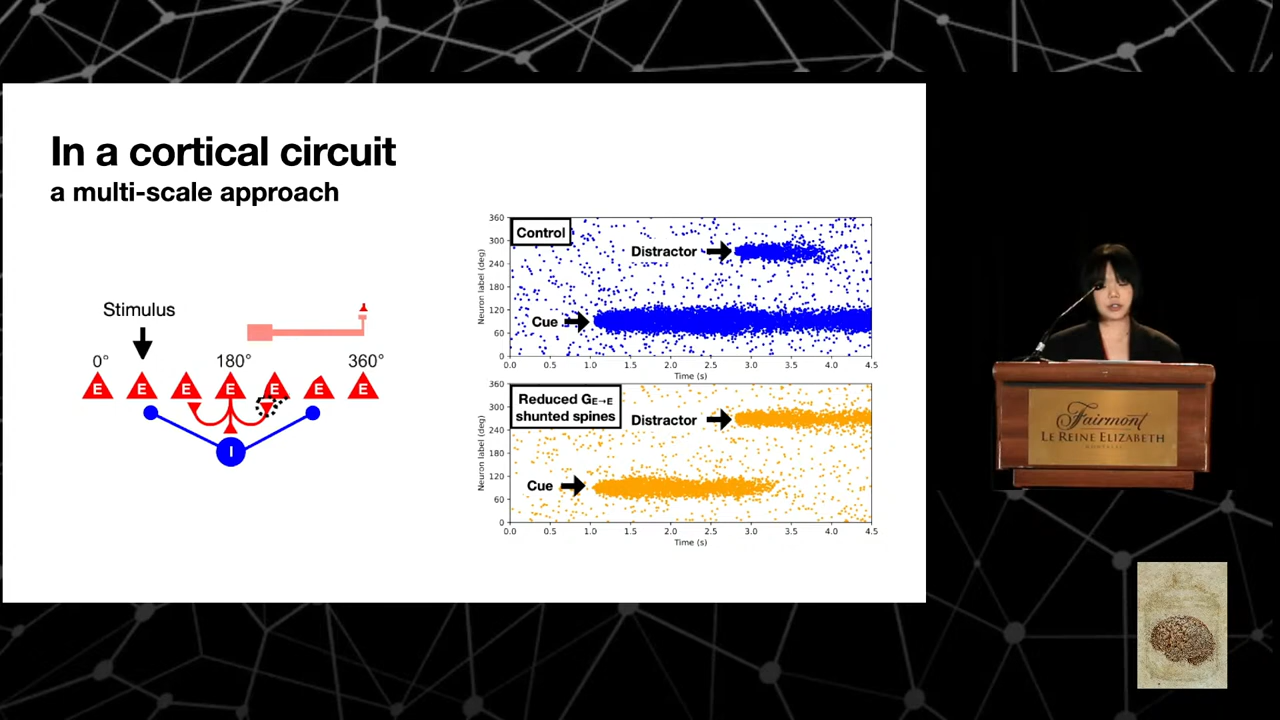 In a cortical circuit
a multi-scale approach
Stimulus
0° 180° 360°
E E E E E E E
I
Control
Distractor
Cue
Neuron label (deg)
360
300
240
180
120
60
0
0.0 0.5 1.0 1.5 2.0 2.5 3.0 3.5 4.0 4.5
Time (s)
Reduced GE→E
shunted spines
Distractor
Cue
Neuron label (deg)
360
300
240
180
120
60
0
0.0 0.5 1.0 1.5 2.0 2.5 3.0 3.5 4.0 4.5
Time (s)
Fairmont
LE REINE ELIZABETH
MONTRÉAL